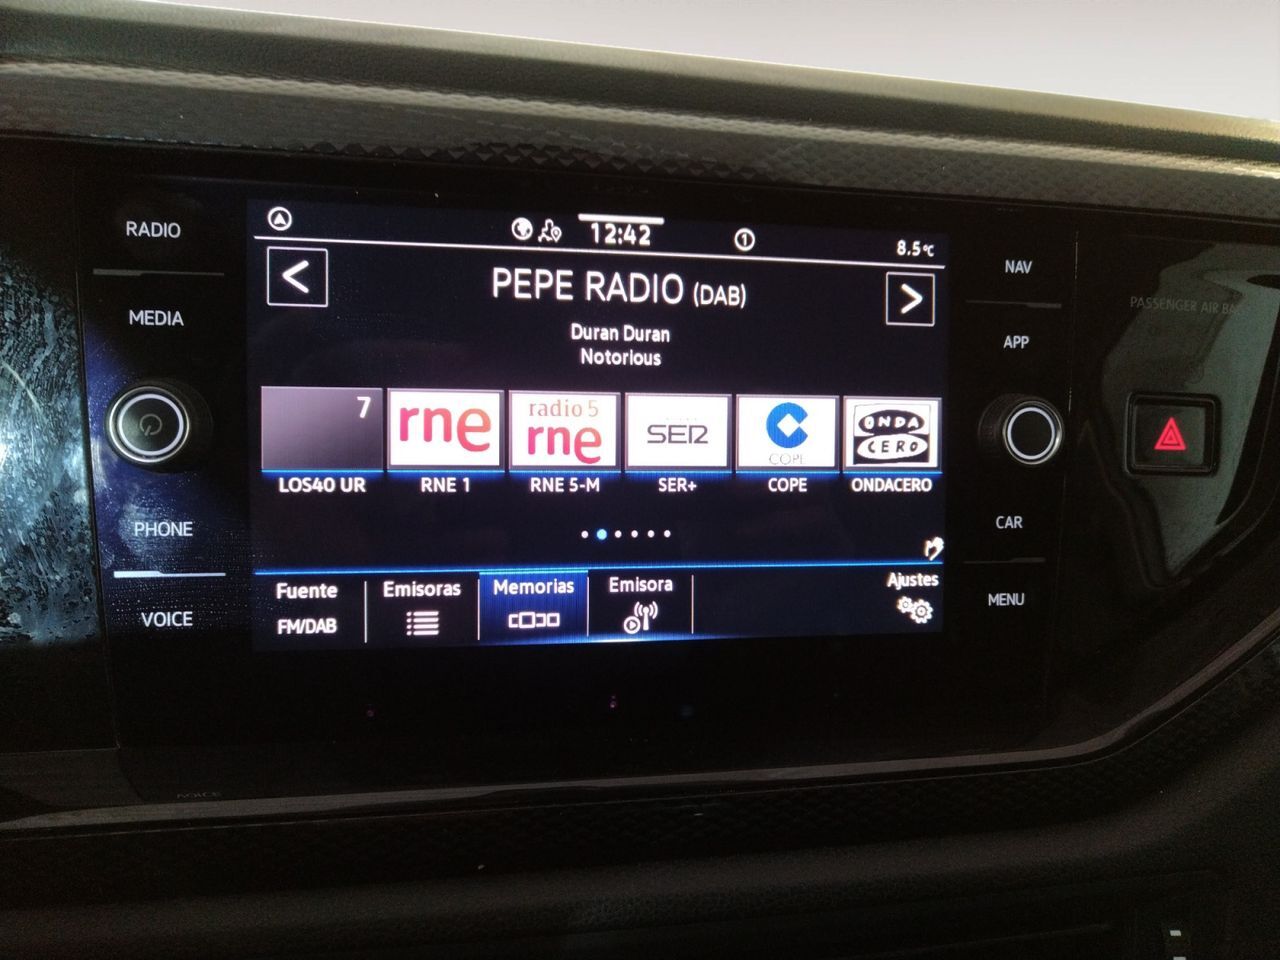 RADIO
MEDIA
PHONE
VOICE
12:42
1
8.5°C
<
PEPE RADIO (DAB)
>
Duran Duran
Notorious
7
rne
radio 5
rne
SER
COPE
ONDA
CERO
LOS40 UR
RNE 1
RNE 5-M
SER+
COPE
ONDACERO
Fuente
FM/DAB
Emisoras
Memorias
Emisora
Ajustes
NAV
APP
CAR
MENU
PASSENGER AIR